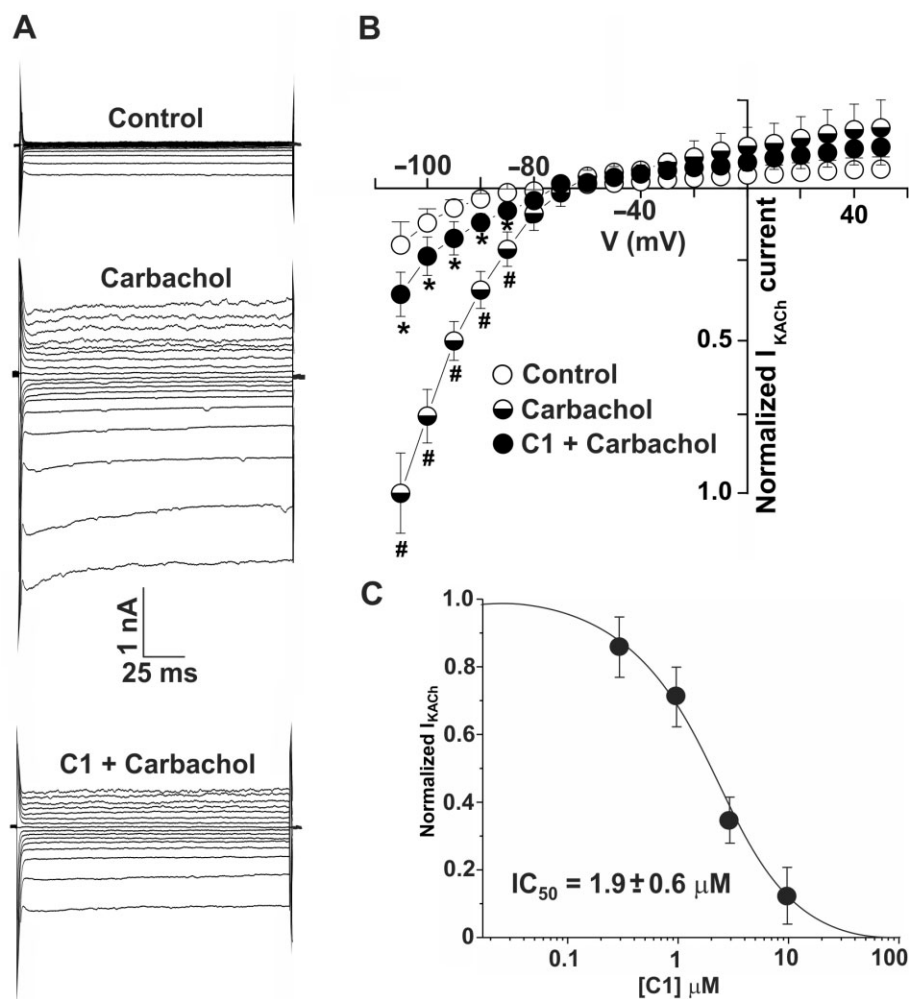 A
Control
Carbachol
1 nA
25 ms
C1 + Carbachol
B
−100
−80
−40
40
V (mV)
0.5
1.0
Normalized I_KACh current
Control
Carbachol
C1 + Carbachol
*
*
*
*
*
#
#
#
#
#
C
1.0
0.8
0.6
0.4
0.2
0
Normalized I_KACh
IC50 = 1.9 ± 0.6 μM
0.1
1
10
100
[C1] μM